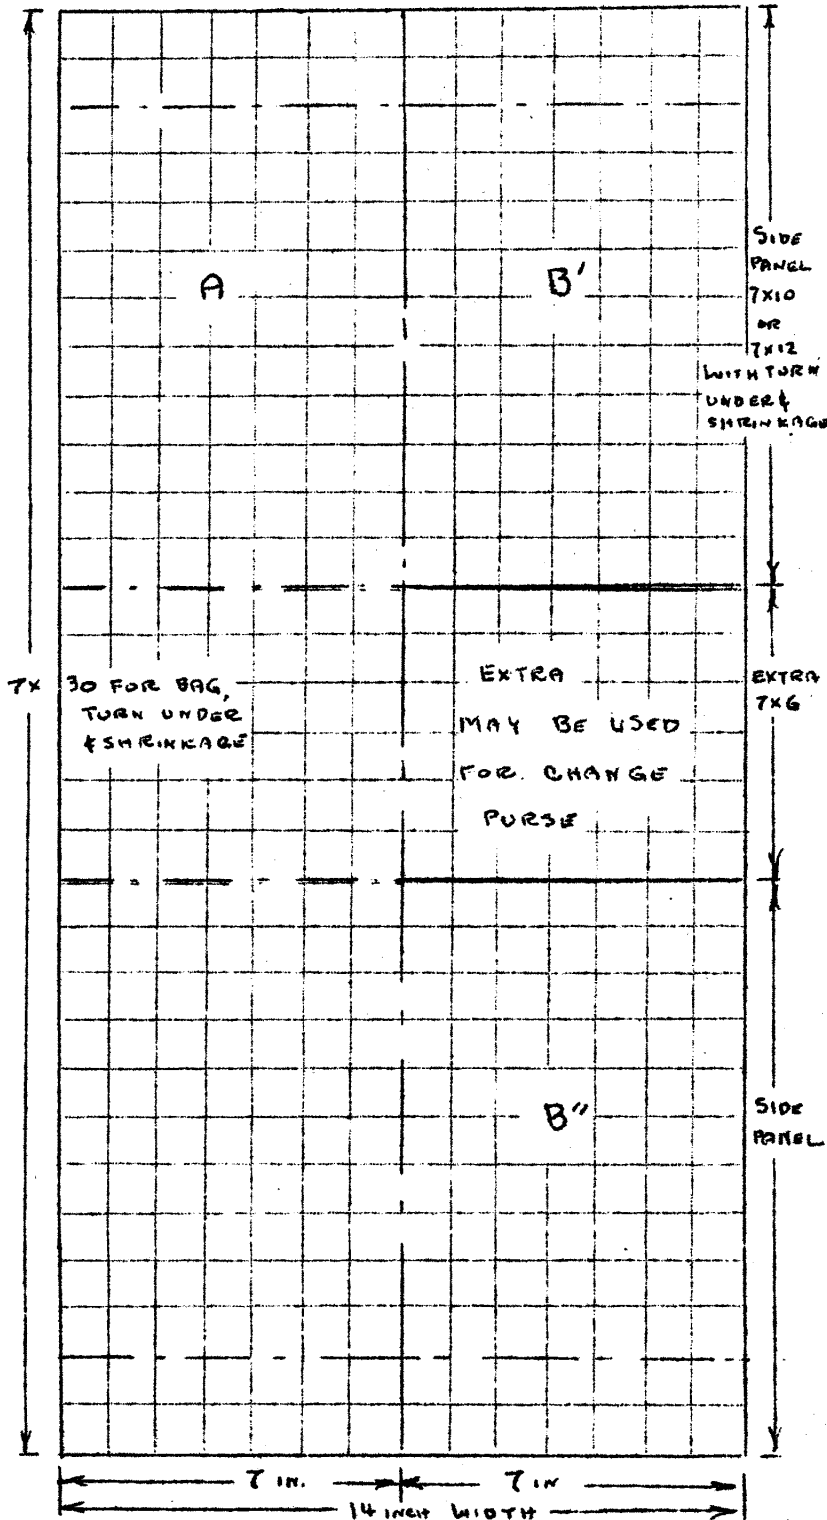 A
B'
SIDE
PANEL
7X10
OR
7X12
WITH TURN
UNDER &
SHRINKAGE
7X 30 FOR BAG,
TURN UNDER
& SHRINKAGE
EXTRA
MAY BE USED
FOR CHANGE
PURSE
EXTRA
7X6
B"
SIDE
PANEL
7 IN. 7 IN
14 INCH WIDTH